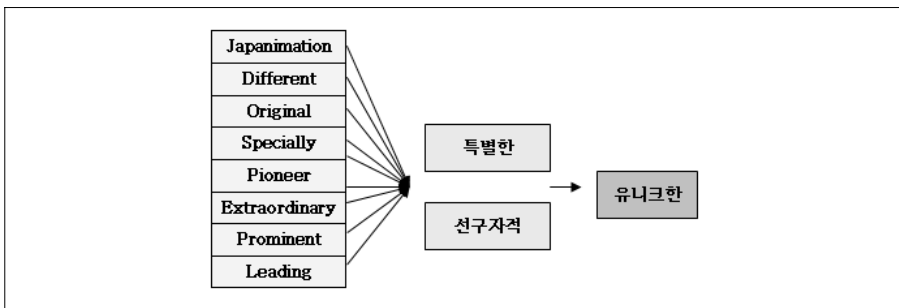 Japanimation
Different
Original
Specially
Pioneer
Extraordinary
Prominent
Leading
특별한
선구자적
유니크한